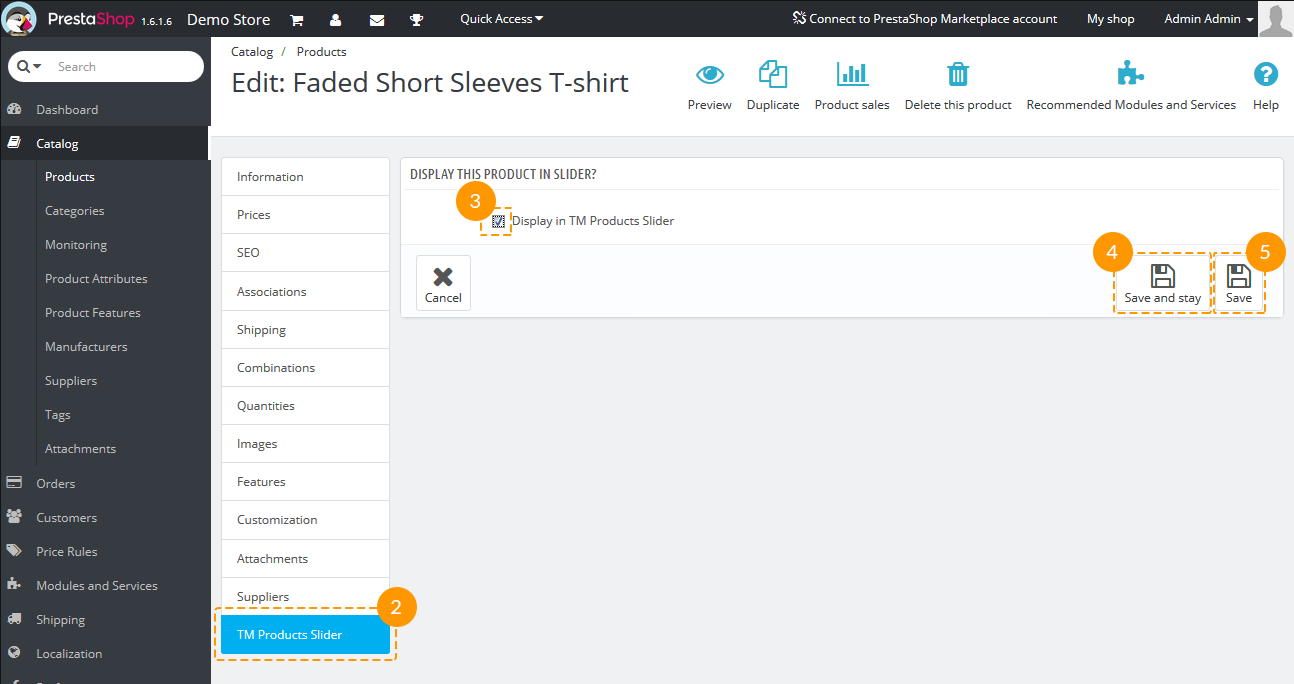 PrestaShop 1.6.1.6 Demo Store Quick Access Connect to PrestaShop Marketplace account My shop Admin Admin
Search
Dashboard
Catalog
Products
Categories
Monitoring
Product Attributes
Product Features
Manufacturers
Suppliers
Tags
Attachments
Orders
Customers
Price Rules
Modules and Services
Shipping
Localization
Catalog / Products
Edit: Faded Short Sleeves T-shirt
Preview Duplicate Product sales Delete this product Recommended Modules and Services Help
Information
Prices
SEO
Associations
Shipping
Combinations
Quantities
Images
Features
Customization
Attachments
Suppliers
2
TM Products Slider
DISPLAY THIS PRODUCT IN SLIDER?
3
Display in TM Products Slider
4 5
Cancel Save and stay Save